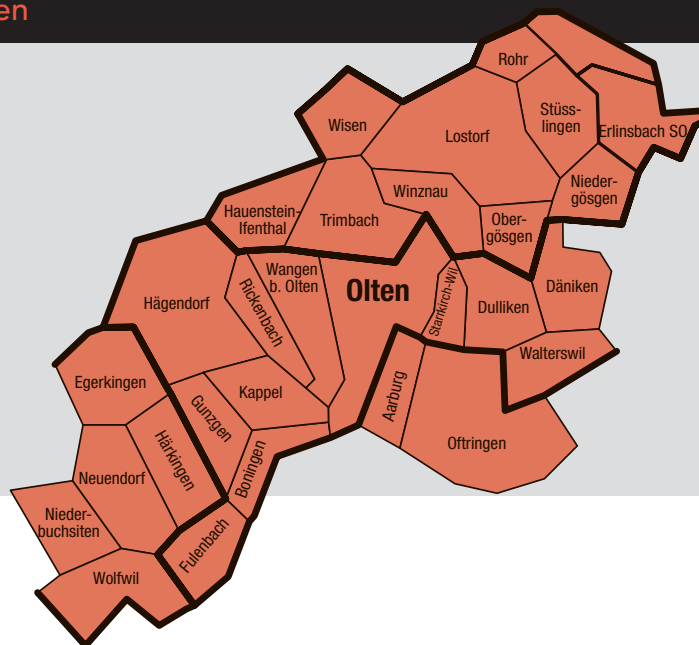 en
Rohr
Stüss-
lingen
Erlinsbach SO
Wisen
Lostorf
Nieder-
gösgen
Winznau
Hauenstein-
Ifenthal
Trimbach
Ober-
gösgen
Wangen
b. Olten
Olten
Starrkirch-Wil
Däniken
Hägendorf
Rickenbach
Dulliken
Walterswil
Egerkingen
Kappel
Aarburg
Gunzgen
Oftringen
Härkingen
Boningen
Neuendorf
Nieder-
buchsiten
Fulenbach
Wolfwil